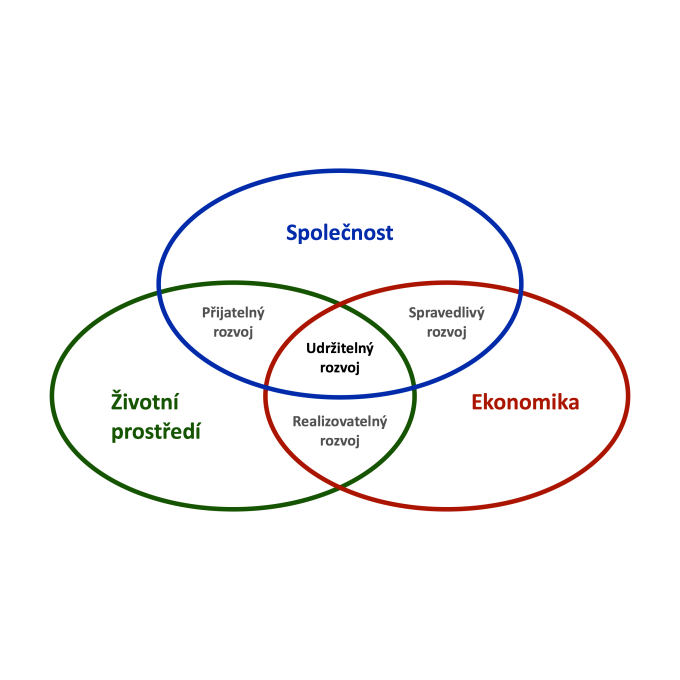 Společnost
Přijatelný
rozvoj
Spravedlivý
rozvoj
Udržitelný
rozvoj
Životní
prostředí
Ekonomika
Realizovatelný
rozvoj